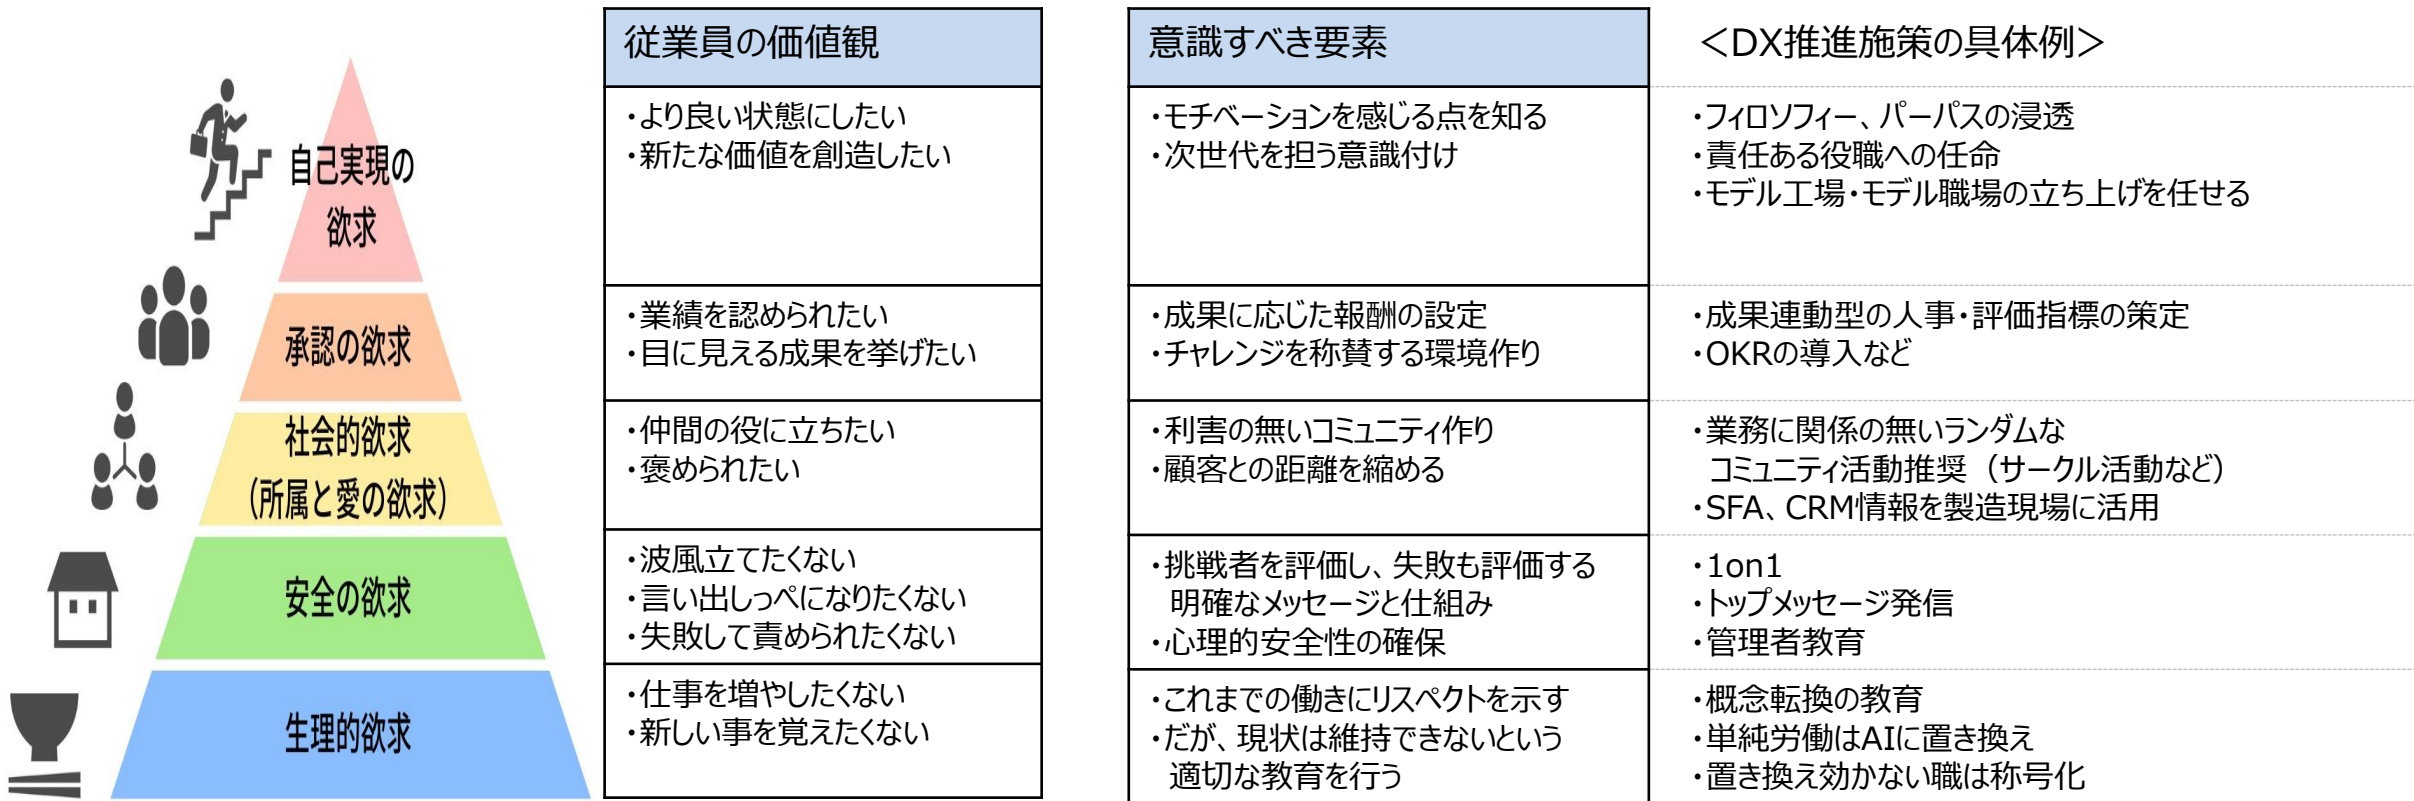 従業員の価値観
意識すべき要素
<DX推進施策の具体例>
自己実現の
欲求
・より良い状態にしたい
・新たな価値を創造したい
・モチベーションを感じる点を知る
・次世代を担う意識付け
・フィロソフィー、パーパスの浸透
・責任ある役職への任命
・モデル工場・モデル職場の立ち上げを任せる
承認の欲求
・業績を認められたい
・目に見える成果を挙げたい
・成果に応じた報酬の設定
・チャレンジを称賛する環境作り
・成果連動型の人事・評価指標の策定
・OKRの導入など
社会的欲求
(所属と愛の欲求)
・仲間の役に立ちたい
・褒められたい
・利害の無いコミュニティ作り
・顧客との距離を縮める
・業務に関係の無いランダムな
コミュニティ活動推奨（サークル活動など）
・SFA、CRM情報を製造現場に活用
安全の欲求
・波風立てたくない
・言い出しっぺになりたくない
・失敗して責められたくない
・挑戦者を評価し、失敗も評価する
明確なメッセージと仕組み
・心理的安全性の確保
・1on1
・トップメッセージ発信
・管理者教育
生理的欲求
・仕事を増やしたくない
・新しい事を覚えたくない
・これまでの働きにリスペクトを示す
・だが、現状は維持できないという
適切な教育を行う
・概念転換の教育
・単純労働はAIに置き換え
・置き換え効かない職は称号化